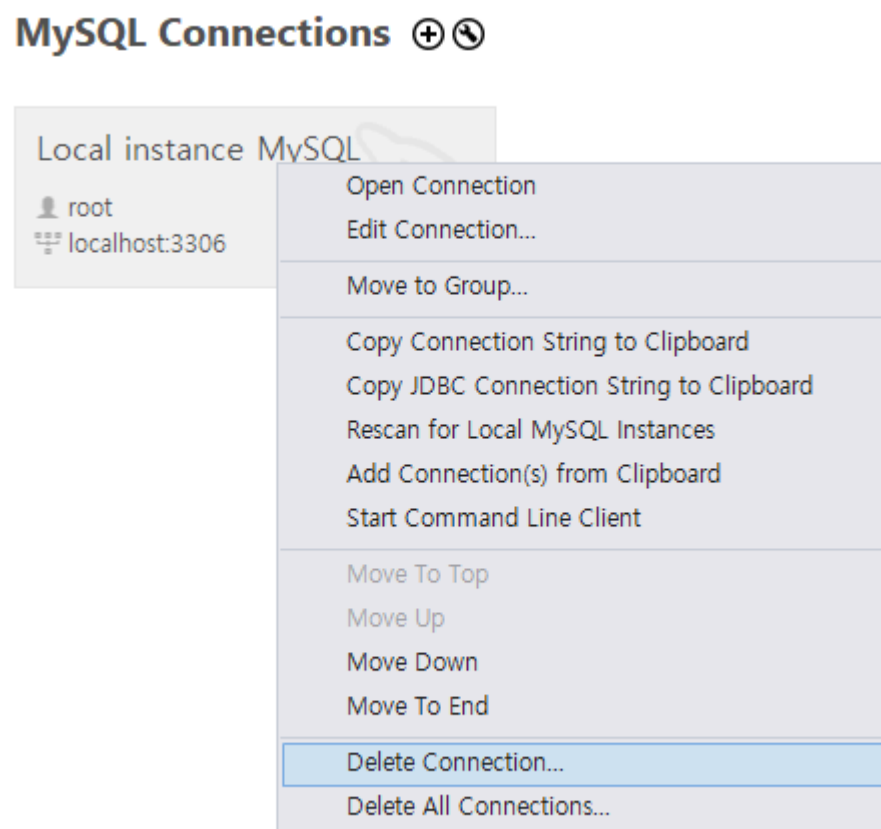 MySQL Connections
Local instance MySQL
root
localhost:3306
Open Connection
Edit Connection...
Move to Group...
Copy Connection String to Clipboard
Copy JDBC Connection String to Clipboard
Rescan for Local MySQL Instances
Add Connection(s) from Clipboard
Start Command Line Client
Move To Top
Move Up
Move Down
Move To End
Delete Connection...
Delete All Connections...